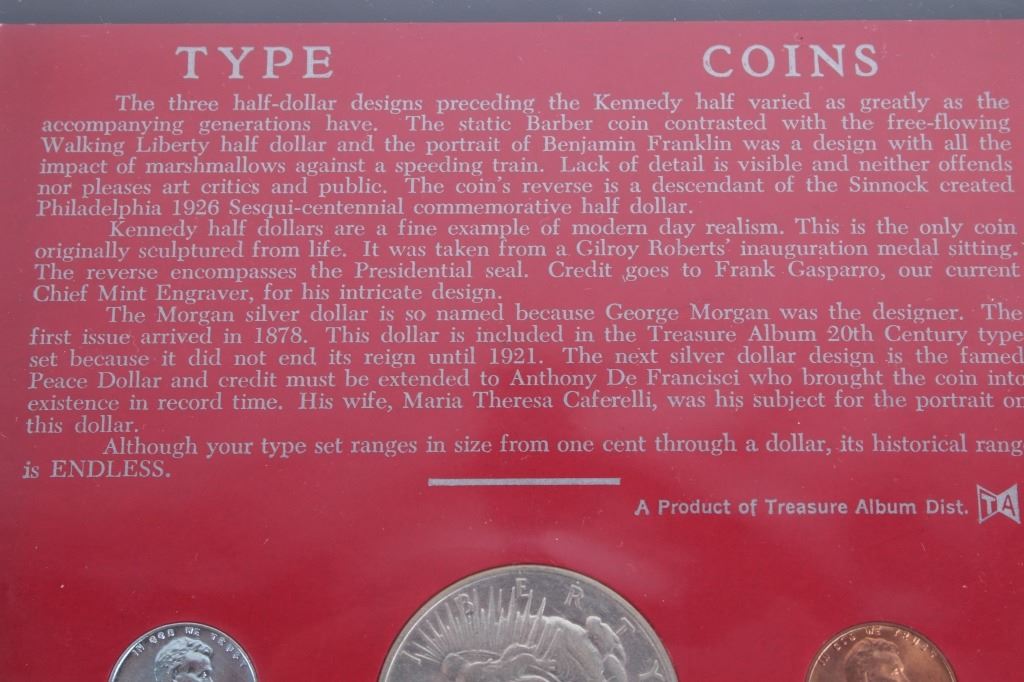 TYPE COINS
The three half-dollar designs preceding the Kennedy half varied as greatly as the
accompanying generations have. The static Barber coin contrasted with the free-flowing
Walking Liberty half dollar and the portrait of Benjamin Franklin was a design with all the
impact of marshmallows against a speeding train. Lack of detail is visible and neither offends
nor pleases art critics and public. The coin's reverse is a descendant of the Sinnock created
Philadelphia 1926 Sesqui-centennial commemorative half dollar.
Kennedy half dollars are a fine example of modern day realism. This is the only coin
originally sculptured from life. It was taken from a Gilroy Roberts' inauguration medal sitting.
The reverse encompasses the Presidential seal. Credit goes to Frank Gasparro, our current
Chief Mint Engraver, for his intricate design.
The Morgan silver dollar is so named because George Morgan was the designer. The
first issue arrived in 1878. This dollar is included in the Treasure Album 20th Century type
set because it did not end its reign until 1921. The next silver dollar design is the famed
Peace Dollar and credit must be extended to Anthony De Francisci who brought the coin into
existence in record time. His wife, Maria Theresa Caferelli, was his subject for the portrait on
this dollar.
Although your type set ranges in size from one cent through a dollar, its historical rang
is ENDLESS.
A Product of Treasure Album Dist. TA
IN GOD WE TRUST LIBERTY IN GOD WE TRUST